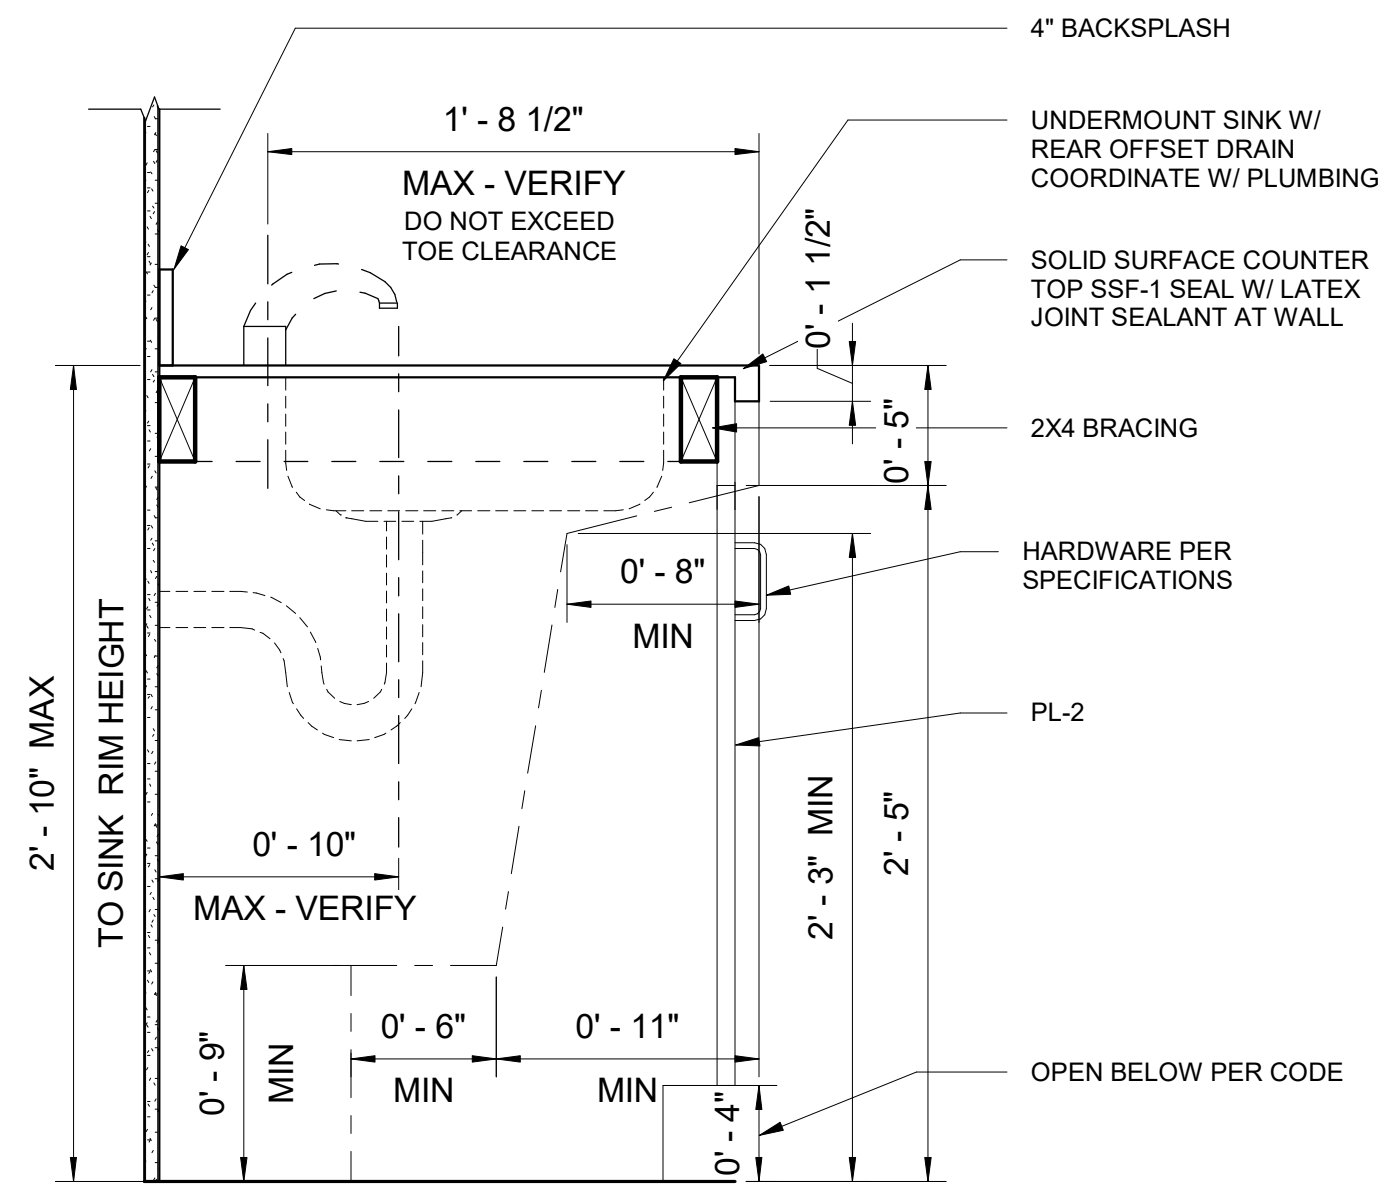 4" BACKSPLASH
1' - 8 1/2"
MAX - VERIFY
DO NOT EXCEED
TOE CLEARANCE
UNDERMOUNT SINK W/
REAR OFFSET DRAIN
COORDINATE W/ PLUMBING
0' - 1 1/2"
SOLID SURFACE COUNTER
TOP SSF-1 SEAL W/ LATEX
JOINT SEALANT AT WALL
0' - 5"
2X4 BRACING
HARDWARE PER
SPECIFICATIONS
0' - 8"
MIN
PL-2
2' - 10" MAX
TO SINK RIM HEIGHT
0' - 10"
MAX - VERIFY
2' - 3" MIN
2' - 5"
0' - 9"
MIN
0' - 6"
MIN
0' - 11"
MIN
0' - 4"
OPEN BELOW PER CODE